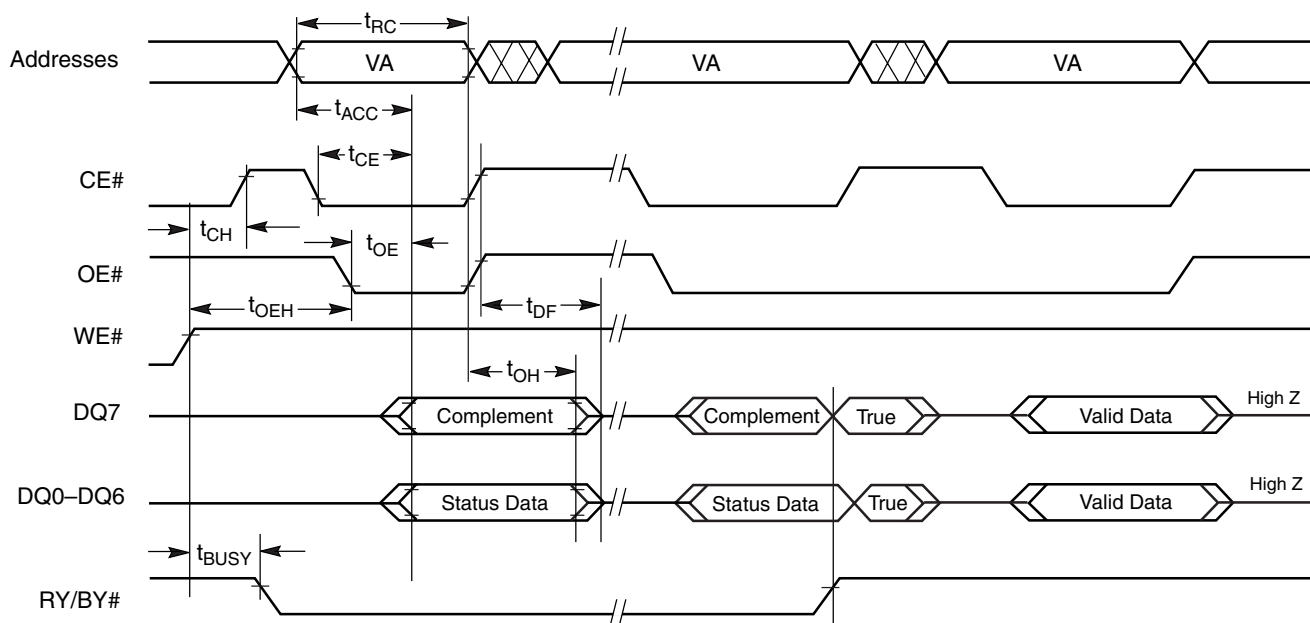 tRC
Addresses VA VA VA
tACC
tCE
CE#
tCH tOE
OE#
tOEH tDF
WE#
tOH
DQ7 Complement Complement True Valid Data High Z
DQ0–DQ6 Status Data Status Data True Valid Data High Z
tBUSY
RY/BY#